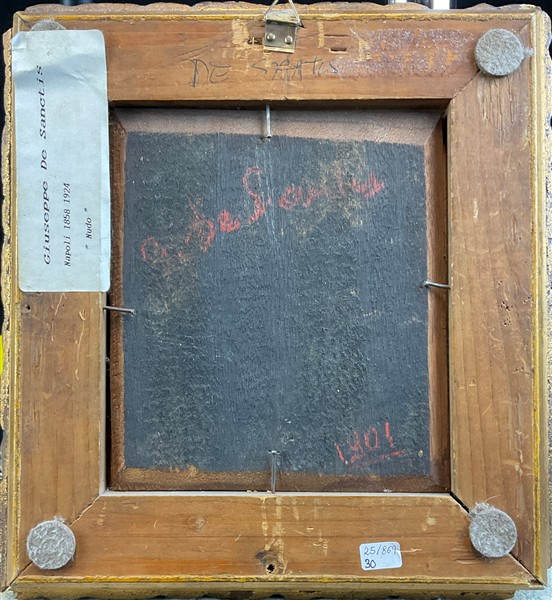 DE SANCTIS
Giuseppe De Sanctis
Napoli 1858 1924
" Nudo "
G. de Sanctis
1901
25/869
30